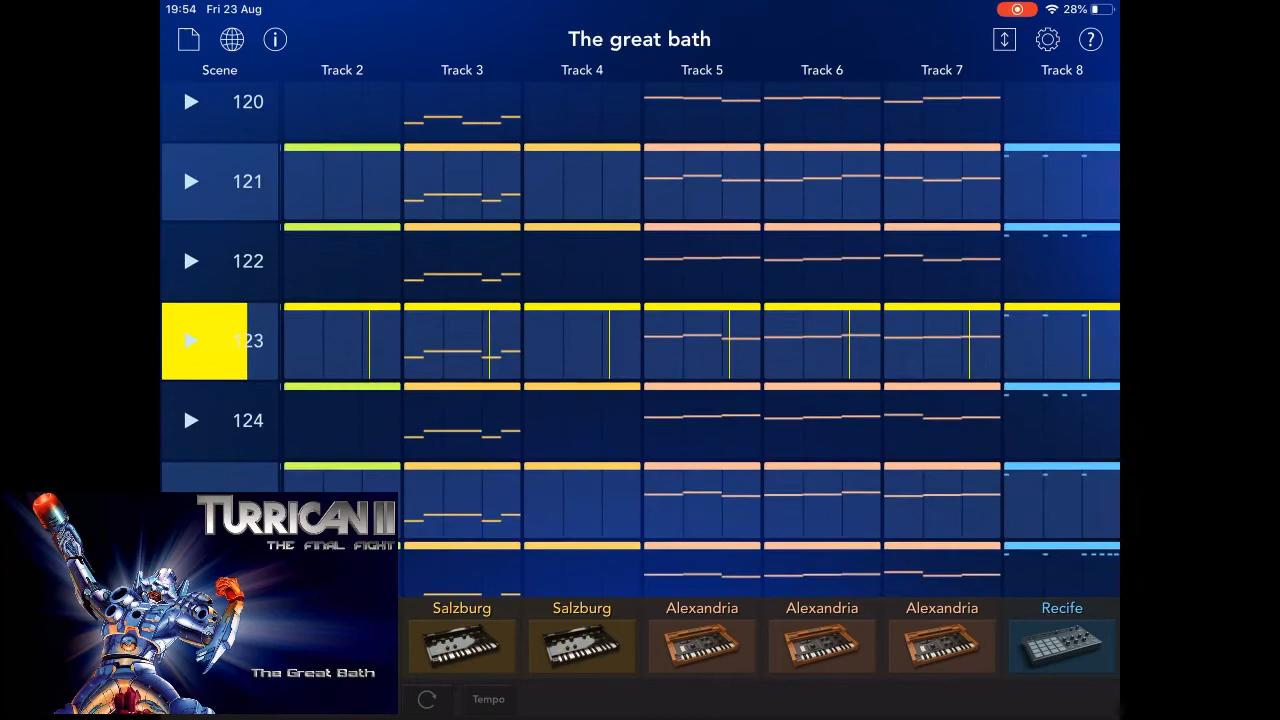 19:54 Fri 23 Aug 28%
The great bath
Scene Track 2 Track 3 Track 4 Track 5 Track 6 Track 7 Track 8
120
121
122
123
124
TURRICAN II
THE FINAL FIGHT
The Great Bath
Salzburg Salzburg Alexandria Alexandria Alexandria Recife
Tempo